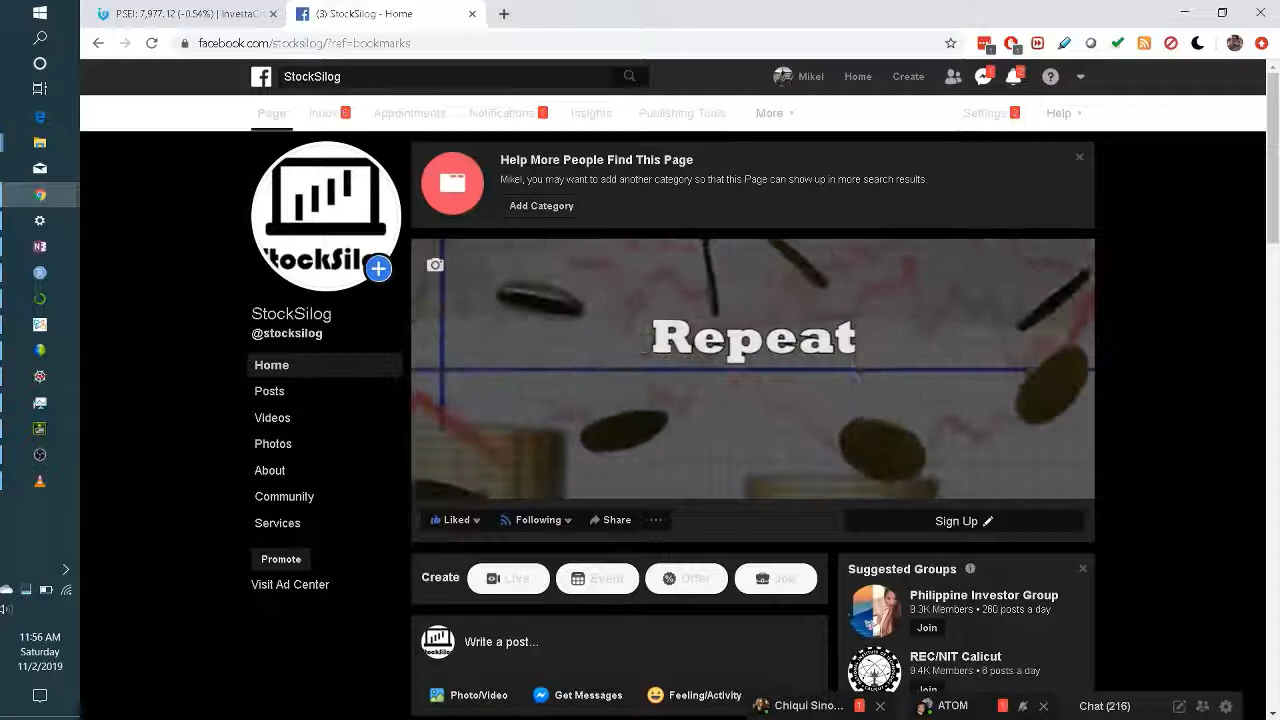 PSEI: 7,977.12 (-0.54%) | Investa
(3) StockSilog - Home
facebook.com/stocksilog/?ref=bookmarks
StockSilog
Mikel
Home
Create
Page
Inbox 6
Appointments
Notifications 1
Insights
Publishing Tools
More
Settings 2
Help
Help More People Find This Page
Mikel, you may want to add another category so that this Page can show up in more search results.
Add Category
Repeat
StockSilog
@stocksilog
Home
Posts
Videos
Photos
About
Community
Services
Promote
Visit Ad Center
Liked
Following
Share
Sign Up
Create
Live
Event
Offer
Job
Write a post...
Photo/Video
Get Messages
Feeling/Activity
Suggested Groups
Philippine Investor Group
9.3K Members • 260 posts a day
Join
REC/NIT Calicut
9.4K Members • 6 posts a day
Join
Chiqui Sino... 1
ATOM 1
Chat (216)
11:56 AM
Saturday
11/2/2019